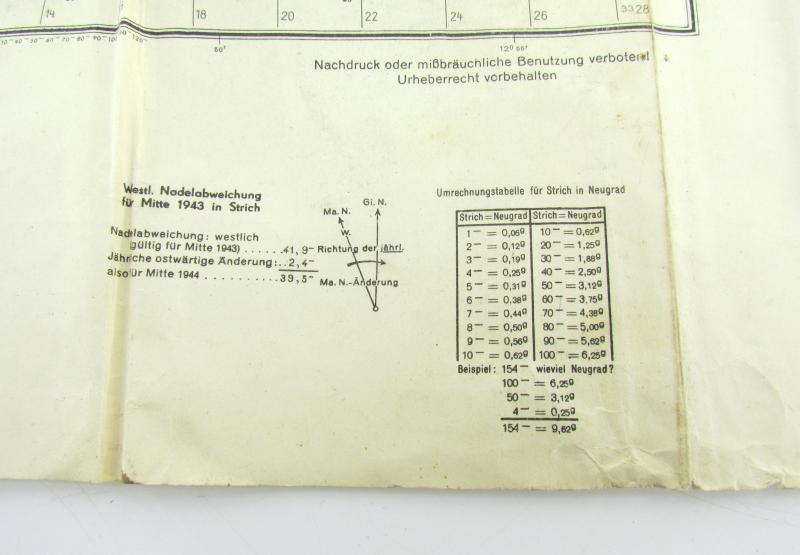 14 18 20 22 24 26 3328
50' 12° 55'
Nachdruck oder mißbräuchliche Benutzung verboten!
Urheberrecht vorbehalten
Westl. Nadelabweichung
für Mitte 1943 in Strich
Nadelabweichung: westlich
gültig für Mitte 1943) ......41,9—
Jährliche ostwärtige Änderung:..2,4—
also für Mitte 1944 ..........39,5—
Gi. N.
Ma. N.
W.
Richtung der jährl.
Ma. N.-Änderung
Umrechnungstabelle für Strich in Neugrad
Strich = Neugrad Strich = Neugrad
1— = 0,06g 10— = 0,62g
2— = 0,12g 20— = 1,25g
3— = 0,19g 30— = 1,88g
4— = 0,25g 40— = 2,50g
5— = 0,31g 50— = 3,12g
6— = 0,38g 60— = 3,75g
7— = 0,44g 70— = 4,38g
8— = 0,50g 80— = 5,00g
9— = 0,56g 90— = 5,62g
10— = 0,62g 100— = 6,25g
Beispiel: 154— wieviel Neugrad?
100— = 6,25g
50— = 3,12g
4— = 0,25g
154— = 9,62g